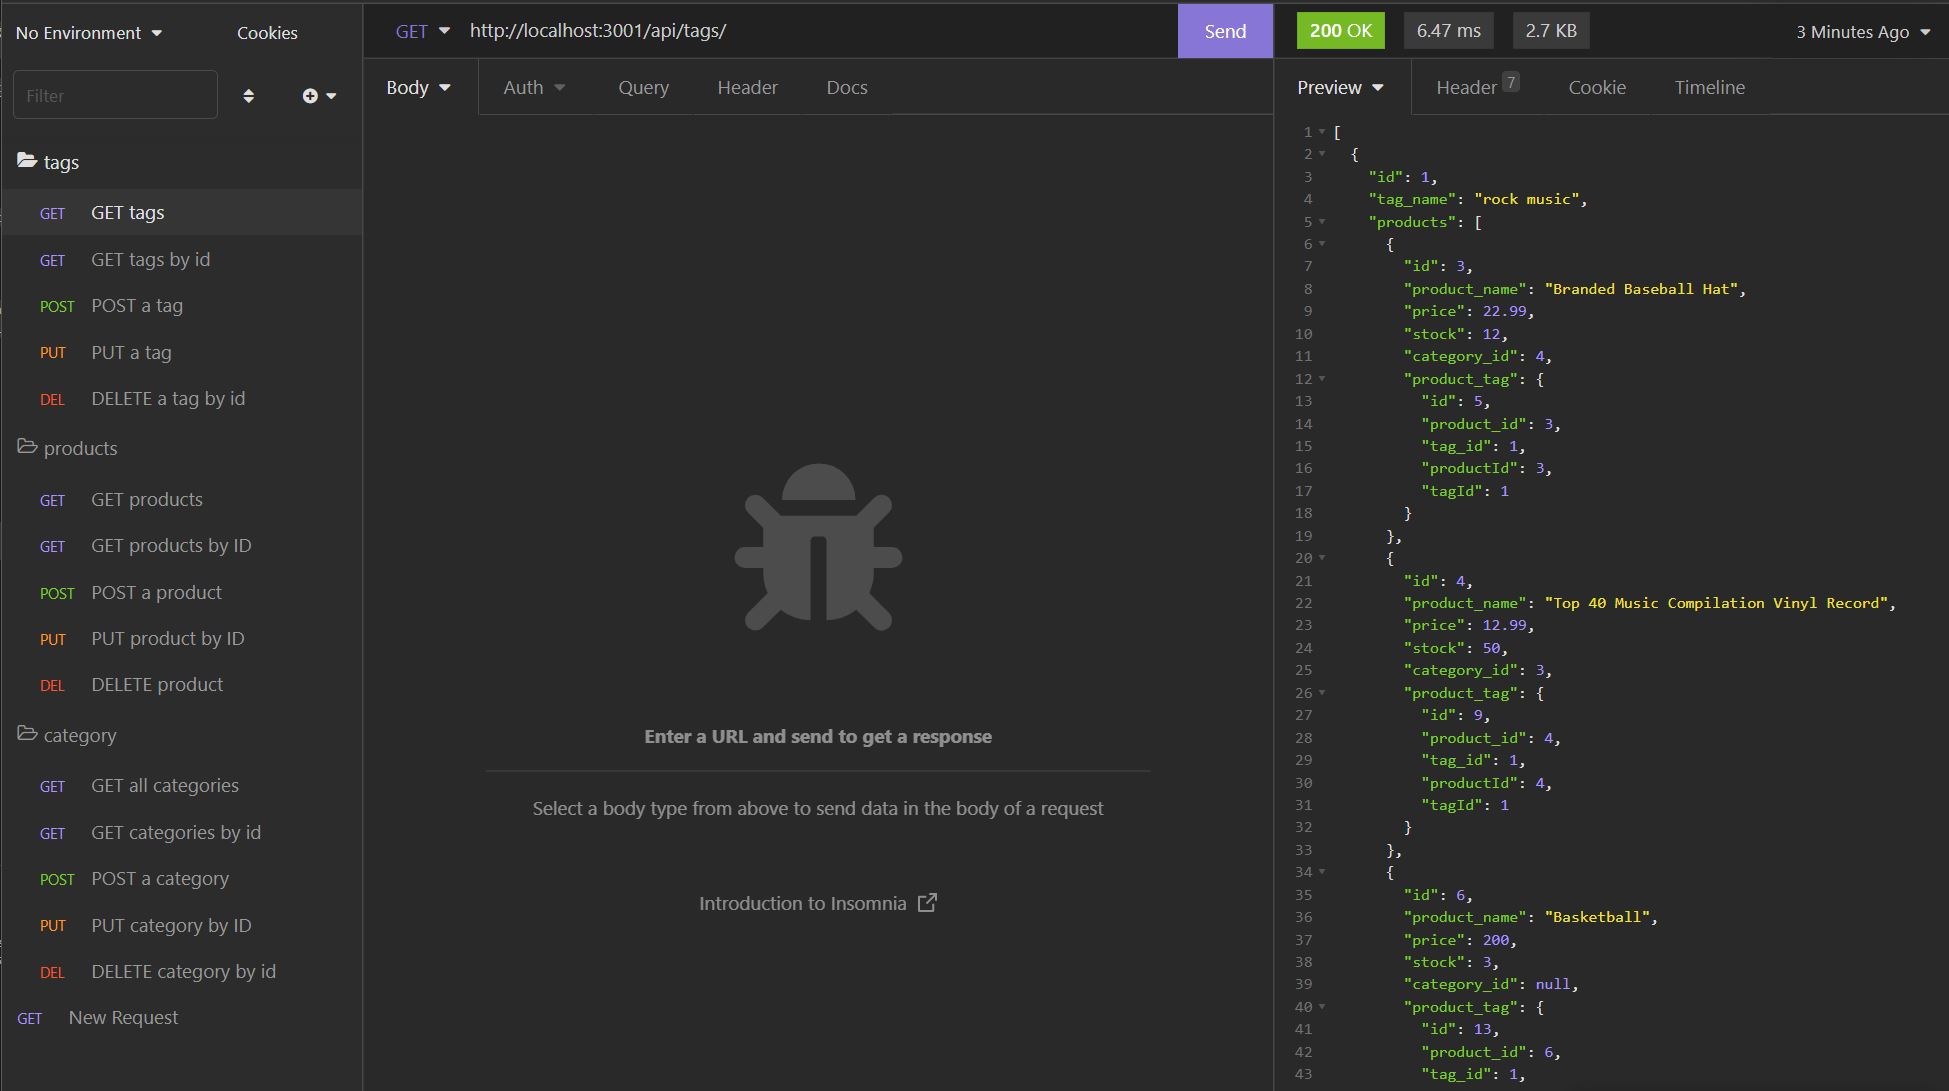 No Environment
Cookies
Filter
tags
GET GET tags
GET GET tags by id
POST POST a tag
PUT PUT a tag
DEL DELETE a tag by id
products
GET GET products
GET GET products by ID
POST POST a product
PUT PUT product by ID
DEL DELETE product
category
GET GET all categories
GET GET categories by id
POST POST a category
PUT PUT category by ID
DEL DELETE category by id
GET New Request
GET http://localhost:3001/api/tags/ Send
Body Auth Query Header Docs
Enter a URL and send to get a response
Select a body type from above to send data in the body of a request
Introduction to Insomnia
200 OK 6.47 ms 2.7 KB 3 Minutes Ago
Preview Header 7 Cookie Timeline
1 [
2 {
3 "id": 1,
4 "tag_name": "rock music",
5 "products": [
6 {
7 "id": 3,
8 "product_name": "Branded Baseball Hat",
9 "price": 22.99,
10 "stock": 12,
11 "category_id": 4,
12 "product_tag": {
13 "id": 5,
14 "product_id": 3,
15 "tag_id": 1,
16 "productId": 3,
17 "tagId": 1
18 }
19 },
20 {
21 "id": 4,
22 "product_name": "Top 40 Music Compilation Vinyl Record",
23 "price": 12.99,
24 "stock": 50,
25 "category_id": 3,
26 "product_tag": {
27 "id": 9,
28 "product_id": 4,
29 "tag_id": 1,
30 "productId": 4,
31 "tagId": 1
32 }
33 },
34 {
35 "id": 6,
36 "product_name": "Basketball",
37 "price": 200,
38 "stock": 3,
39 "category_id": null,
40 "product_tag": {
41 "id": 13,
42 "product_id": 6,
43 "tag_id": 1,